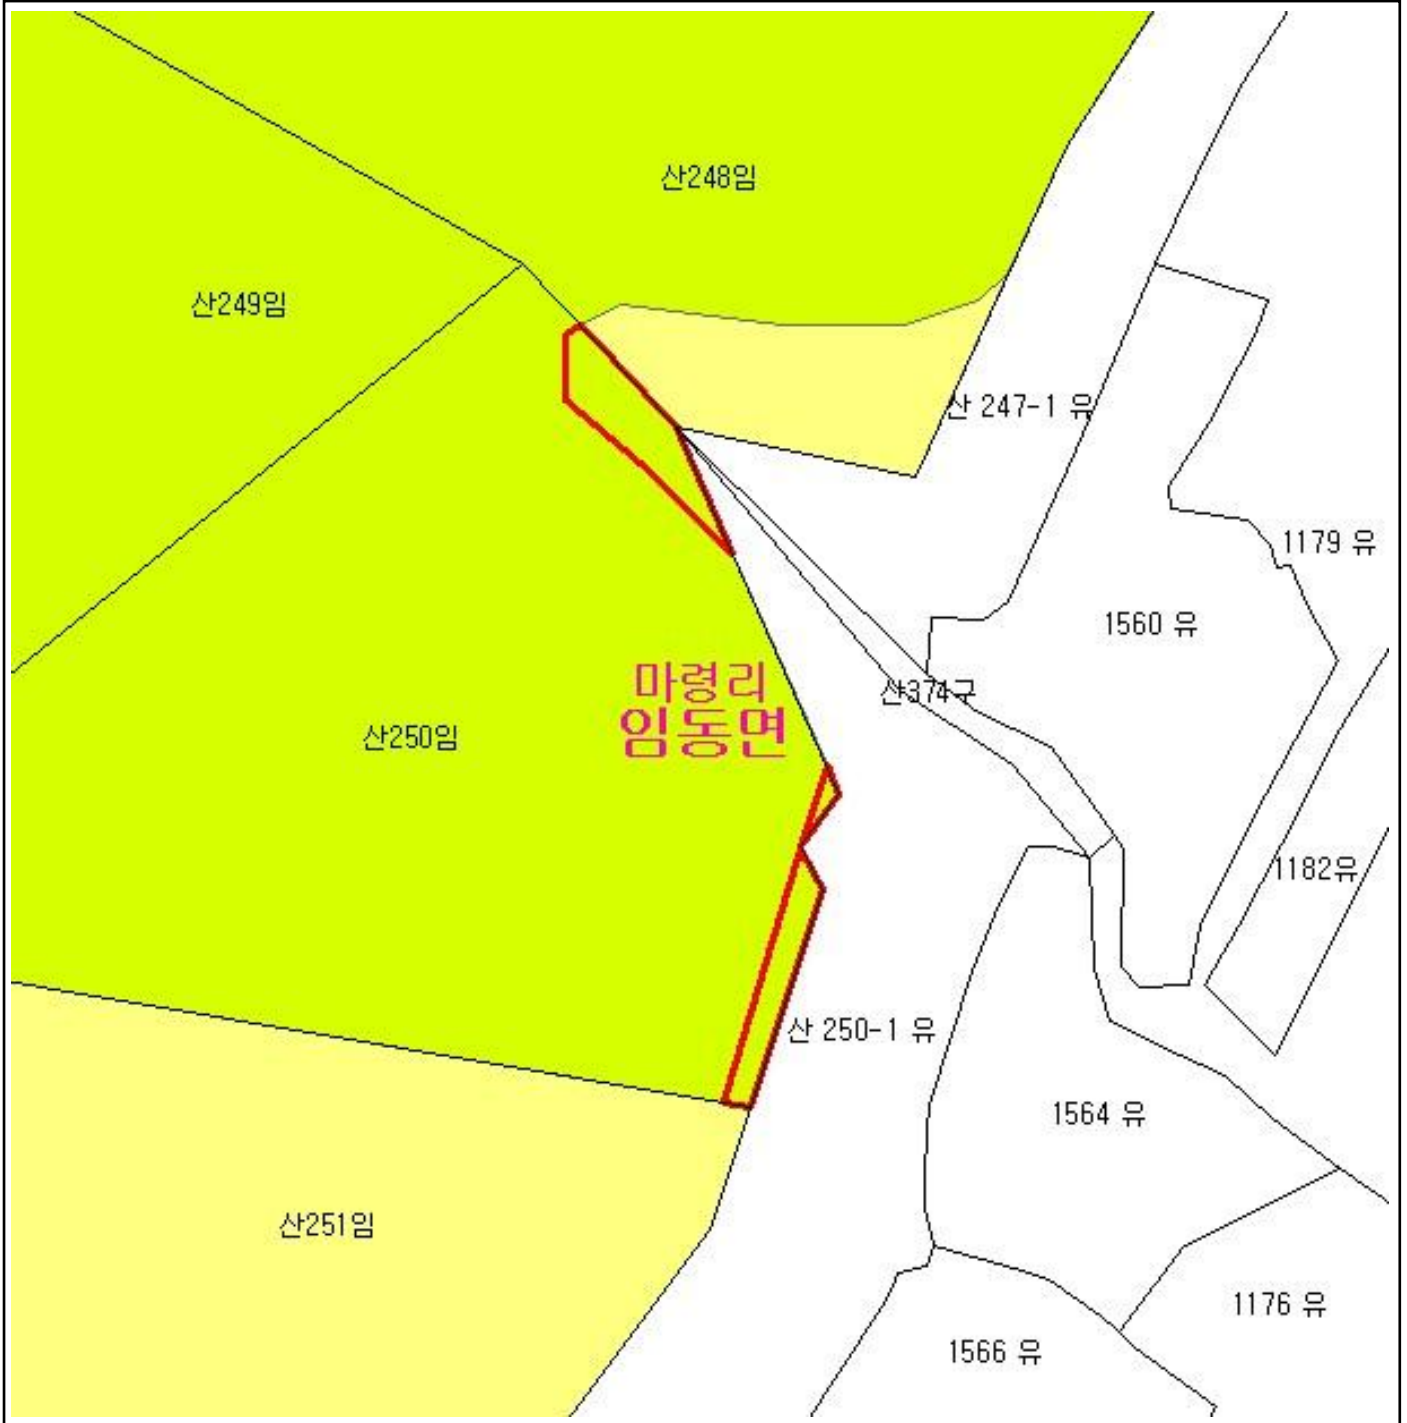 산248임
산249임
산 247-1 유
1179 유
1560 유
마령리
산374구
임동면
산250임
1182유
산 250-1 유
1564 유
산251임
1176 유
1566 유